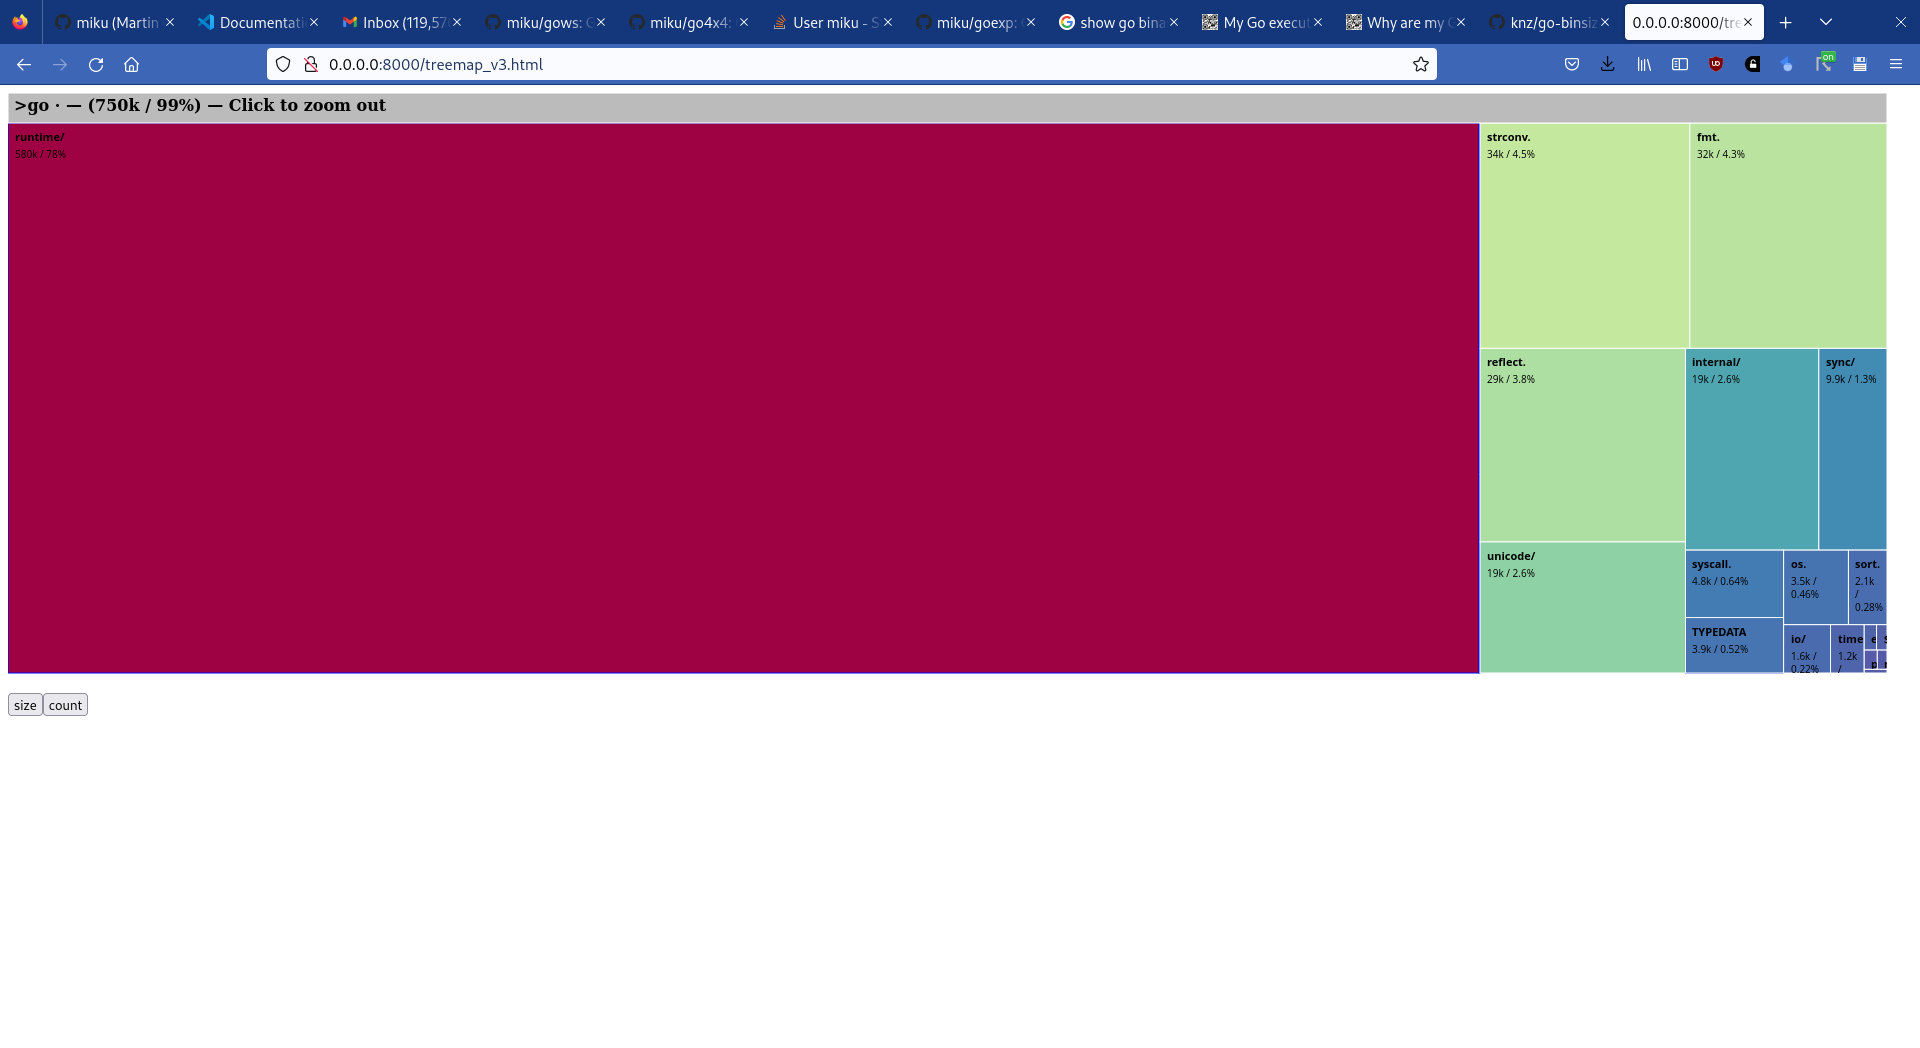 miku (Martin
Documentati
Inbox (119,57
miku/gows: G
miku/go4x4:
User miku - S
miku/goexp:
show go bina
My Go execut
Why are my G
knz/go-binsiz
0.0.0.0:8000/tre
0.0.0.0:8000/treemap_v3.html
on
>go · — (750k / 99%) — Click to zoom out
runtime/
580k / 78%
strconv.
34k / 4.5%
fmt.
32k / 4.3%
reflect.
29k / 3.8%
internal/
19k / 2.6%
sync/
9.9k / 1.3%
unicode/
19k / 2.6%
syscall.
4.8k / 0.64%
os.
3.5k /
0.46%
sort.
2.1k
/
0.28%
TYPEDATA
3.9k / 0.52%
io/
1.6k /
0.22%
time
1.2k
/
e
p
size
count